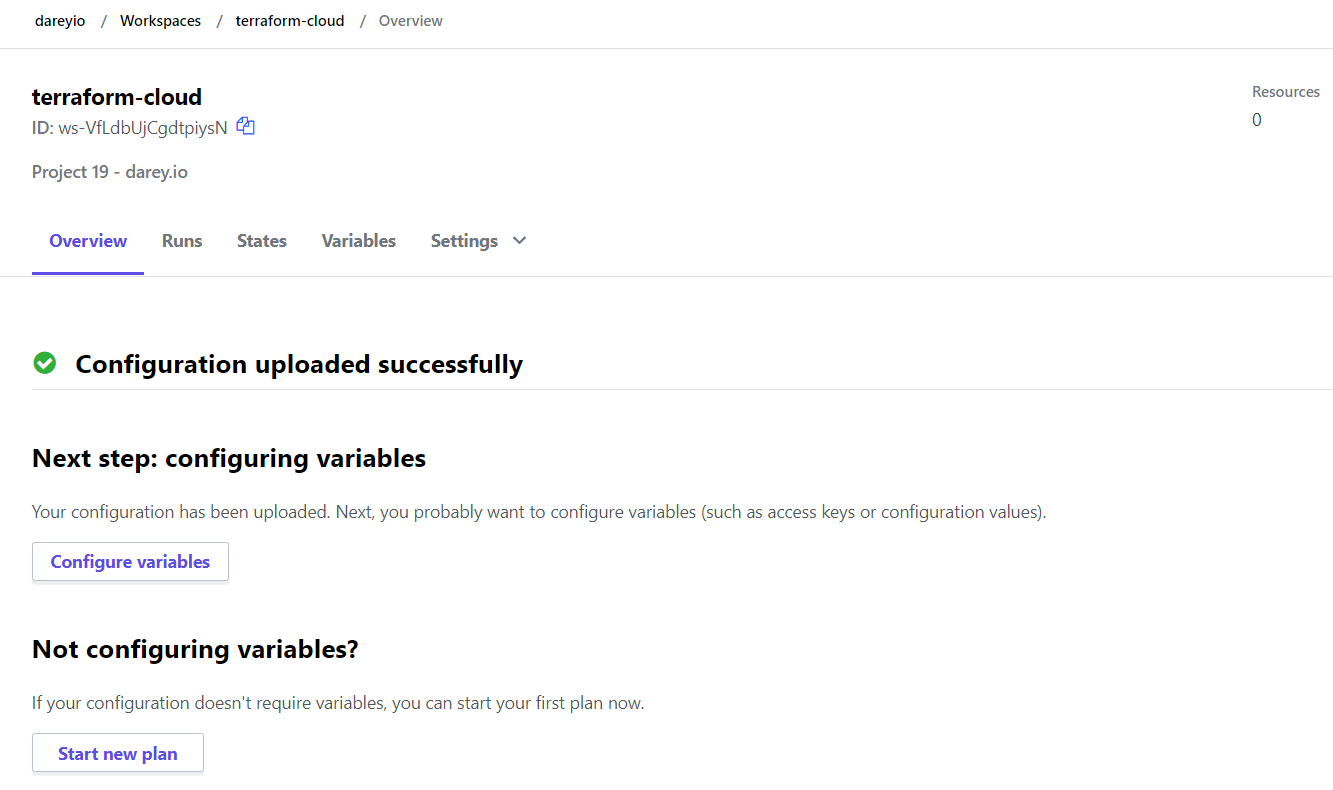 dareyio / Workspaces / terraform-cloud / Overview
terraform-cloud
Resources
ID: ws-VfLdbUjCgdtpiysN
0
Project 19 - darey.io
Overview Runs States Variables Settings
Configuration uploaded successfully
Next step: configuring variables
Your configuration has been uploaded. Next, you probably want to configure variables (such as access keys or configuration values).
Configure variables
Not configuring variables?
If your configuration doesn't require variables, you can start your first plan now.
Start new plan